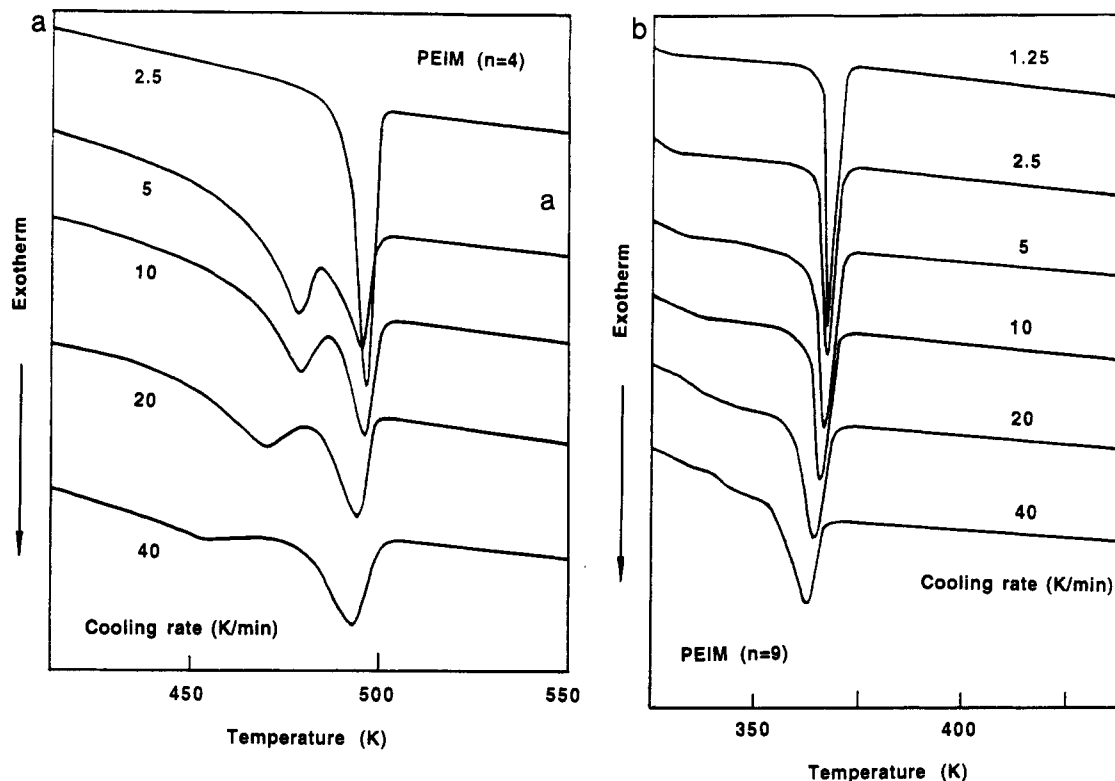 a
PEIM (n=4)
2.5
5
a
10
20
40
Exotherm
Cooling rate (K/min)
450
500
550
Temperature (K)
b
1.25
2.5
5
10
20
40
Exotherm
Cooling rate (K/min)
PEIM (n=9)
350
400
Temperature (K)